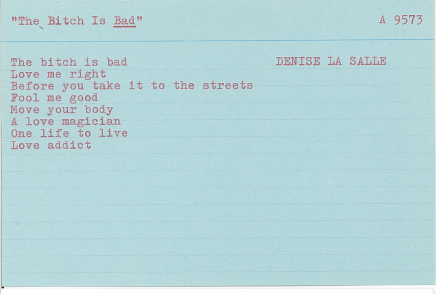 "The Bitch Is Bad" A 9573
The bitch is bad DENISE LA SALLE
Love me right
Before you take it to the streets
Fool me good
Move your body
A love magician
One life to live
Love addict